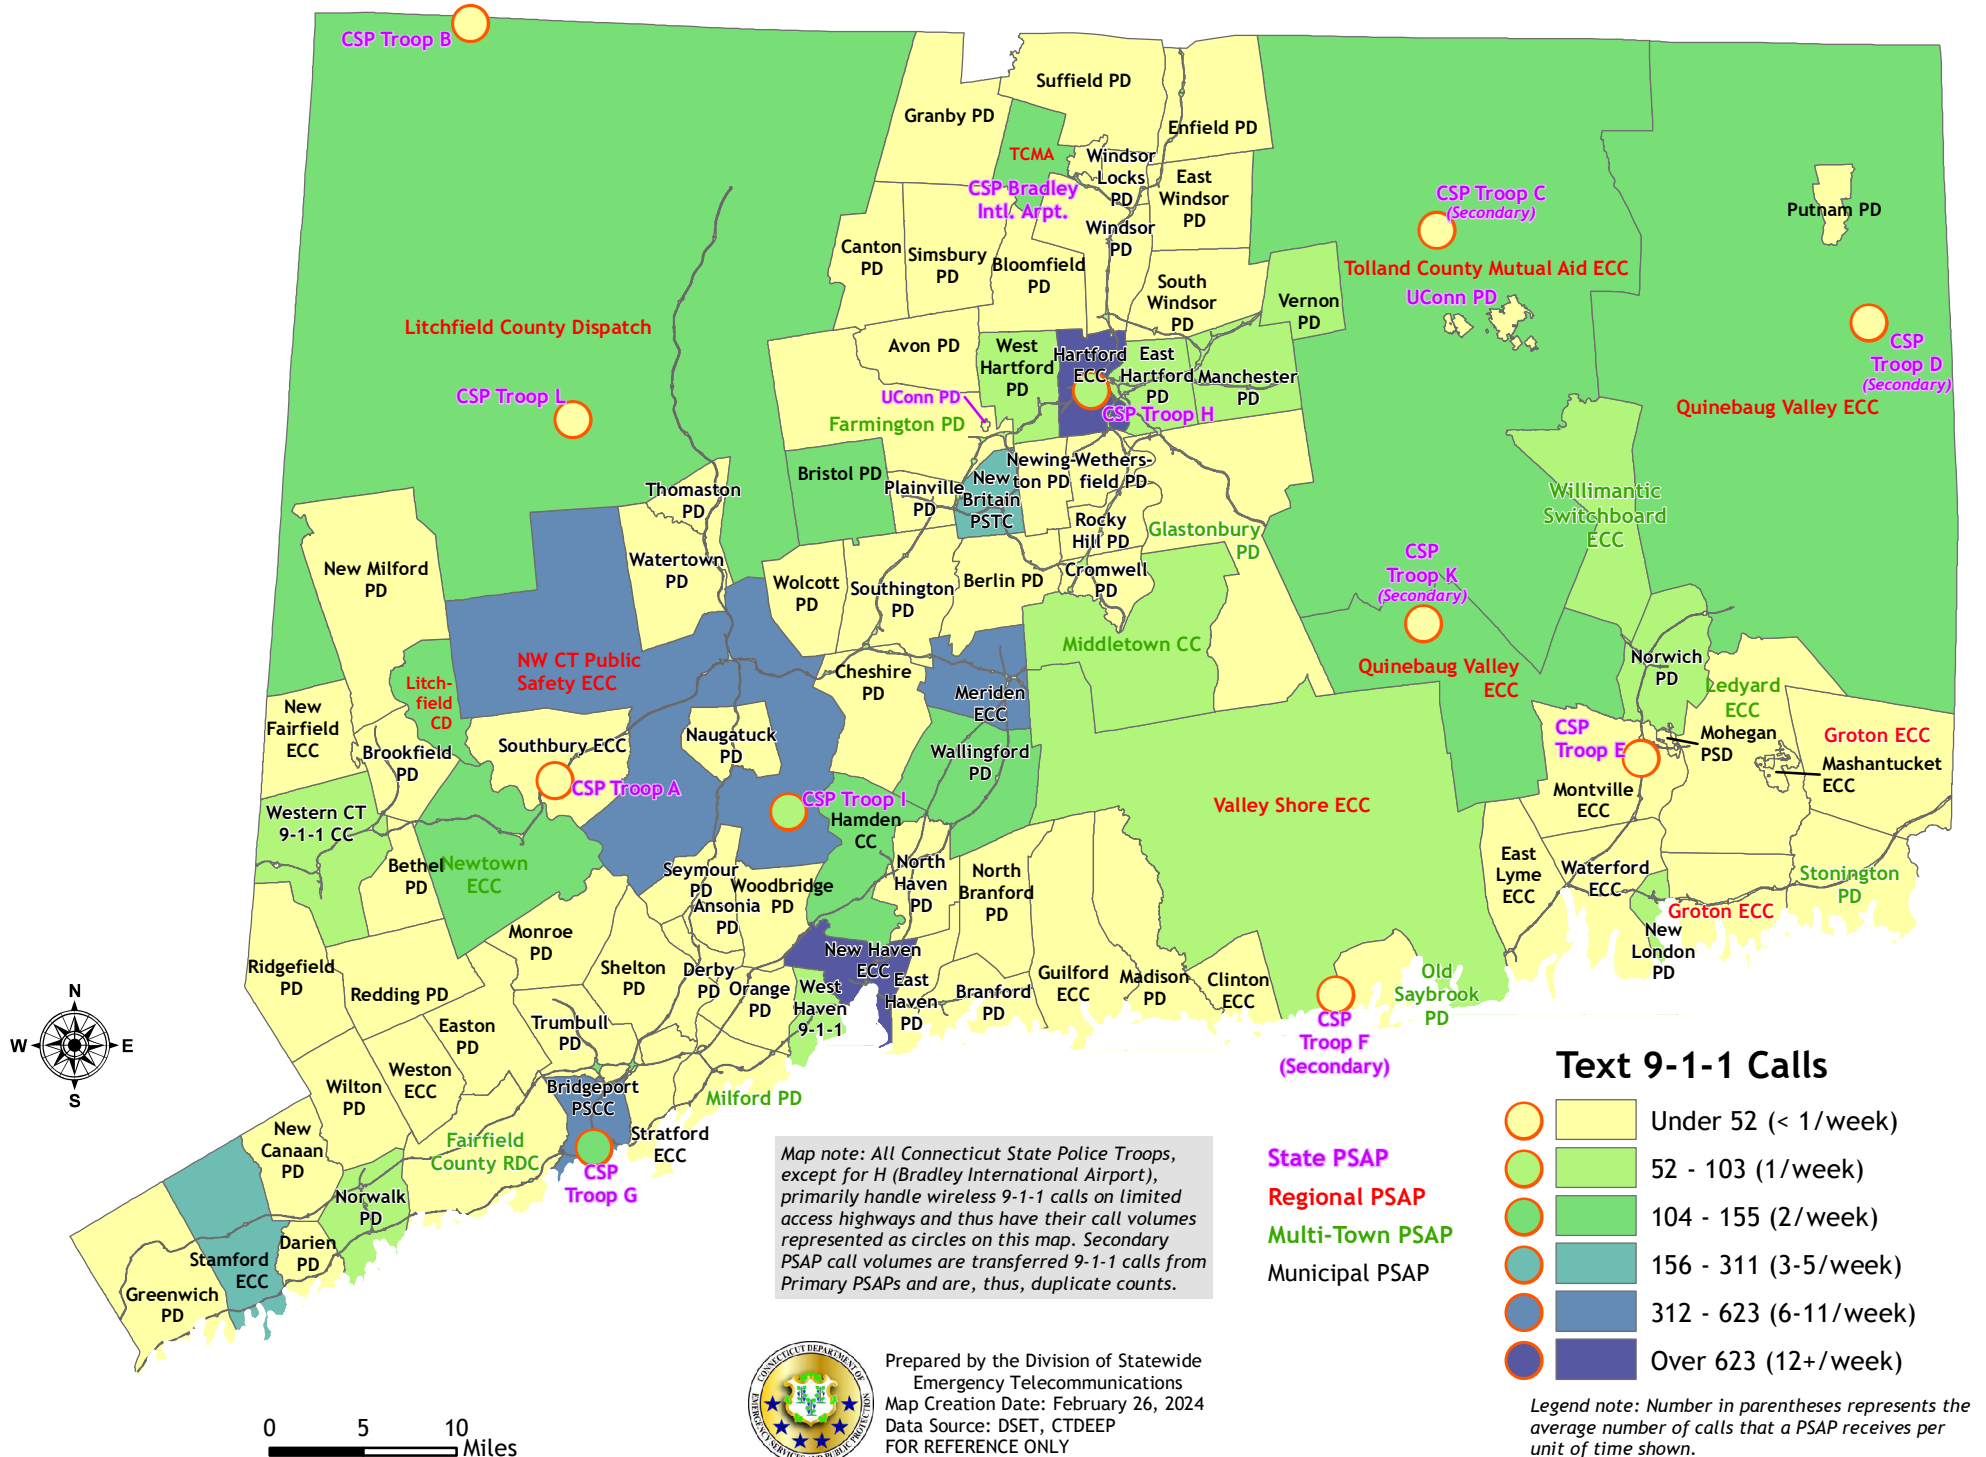 CSP Troop B
Suffield PD
Granby PD
Enfield PD
TCMA
Windsor
Locks
PD
CSP Bradley
Intl. Arpt.
East
Windsor
PD
CSP Troop C
(Secondary)
Putnam PD
Windsor
PD
Canton
PD
Simsbury
PD
Bloomfield
PD
Tolland County Mutual Aid ECC
UConn PD
South
Windsor
PD
Vernon
PD
Litchfield County Dispatch
CSP
Troop D
(Secondary)
Avon PD
West
Hartford
PD
Hartford
ECC
East
Hartford
PD
Manchester
PD
CSP Troop L
UConn PD
CSP Troop H
Quinebaug Valley ECC
Farmington PD
Bristol PD
Newing-
ton PD
Wethers-
field PD
Thomaston
PD
Plainville
PD
New
Britain
PSTC
Willimantic
Switchboard
ECC
Rocky
Hill PD
Glastonbury
PD
New Milford
PD
Watertown
PD
Wolcott
PD
Southington
PD
Berlin PD
Cromwell
PD
CSP
Troop K
(Secondary)
Middletown CC
NW CT Public
Safety ECC
Cheshire
PD
Quinebaug Valley
ECC
Norwich
PD
Litch-
field
CD
Meriden
ECC
Ledyard
ECC
New
Fairfield
ECC
Brookfield
PD
Southbury ECC
Naugatuck
PD
Wallingford
PD
CSP
Troop E
Mohegan
PSD
Groton ECC
Mashantucket
ECC
CSP Troop A
CSP Troop I
Montville
ECC
Western CT
9-1-1 CC
Hamden
CC
Valley Shore ECC
Bethel
PD
Newtown
ECC
Seymour
PD
Woodbridge
PD
North
Haven
PD
North
Branford
PD
East
Lyme
ECC
Waterford
ECC
Stonington
PD
Ansonia
PD
Groton ECC
Monroe
PD
New Haven
ECC
New
London
PD
Ridgefield
PD
Redding PD
Shelton
PD
Derby
PD
Orange
PD
West
Haven
9-1-1
East
Haven
PD
Branford
PD
Guilford
ECC
Madison
PD
Clinton
ECC
Old
Saybrook
PD
CSP
Troop F
(Secondary)
Easton
PD
Trumbull
PD
Weston
ECC
Wilton
PD
Bridgeport
PSCC
Milford PD
New
Canaan
PD
Fairfield
County RDC
Stratford
ECC
CSP
Troop G
Norwalk
PD
Darien
PD
Stamford
ECC
Greenwich
PD
N
W
E
S
Map note: All Connecticut State Police Troops,
except for H (Bradley International Airport),
primarily handle wireless 9-1-1 calls on limited
access highways and thus have their call volumes
represented as circles on this map. Secondary
PSAP call volumes are transferred 9-1-1 calls from
Primary PSAPs and are, thus, duplicate counts.
State PSAP
Regional PSAP
Multi-Town PSAP
Municipal PSAP
Text 9-1-1 Calls
Under 52 (< 1/week)
52 - 103 (1/week)
104 - 155 (2/week)
156 - 311 (3-5/week)
312 - 623 (6-11/week)
Over 623 (12+/week)
Legend note: Number in parentheses represents the
average number of calls that a PSAP receives per
unit of time shown.
0 5 10
Miles
CONNECTICUT DEPARTMENT OF
EMERGENCY SERVICES AND PUBLIC PROTECTION
Prepared by the Division of Statewide
Emergency Telecommunications
Map Creation Date: February 26, 2024
Data Source: DSET, CTDEEP
FOR REFERENCE ONLY